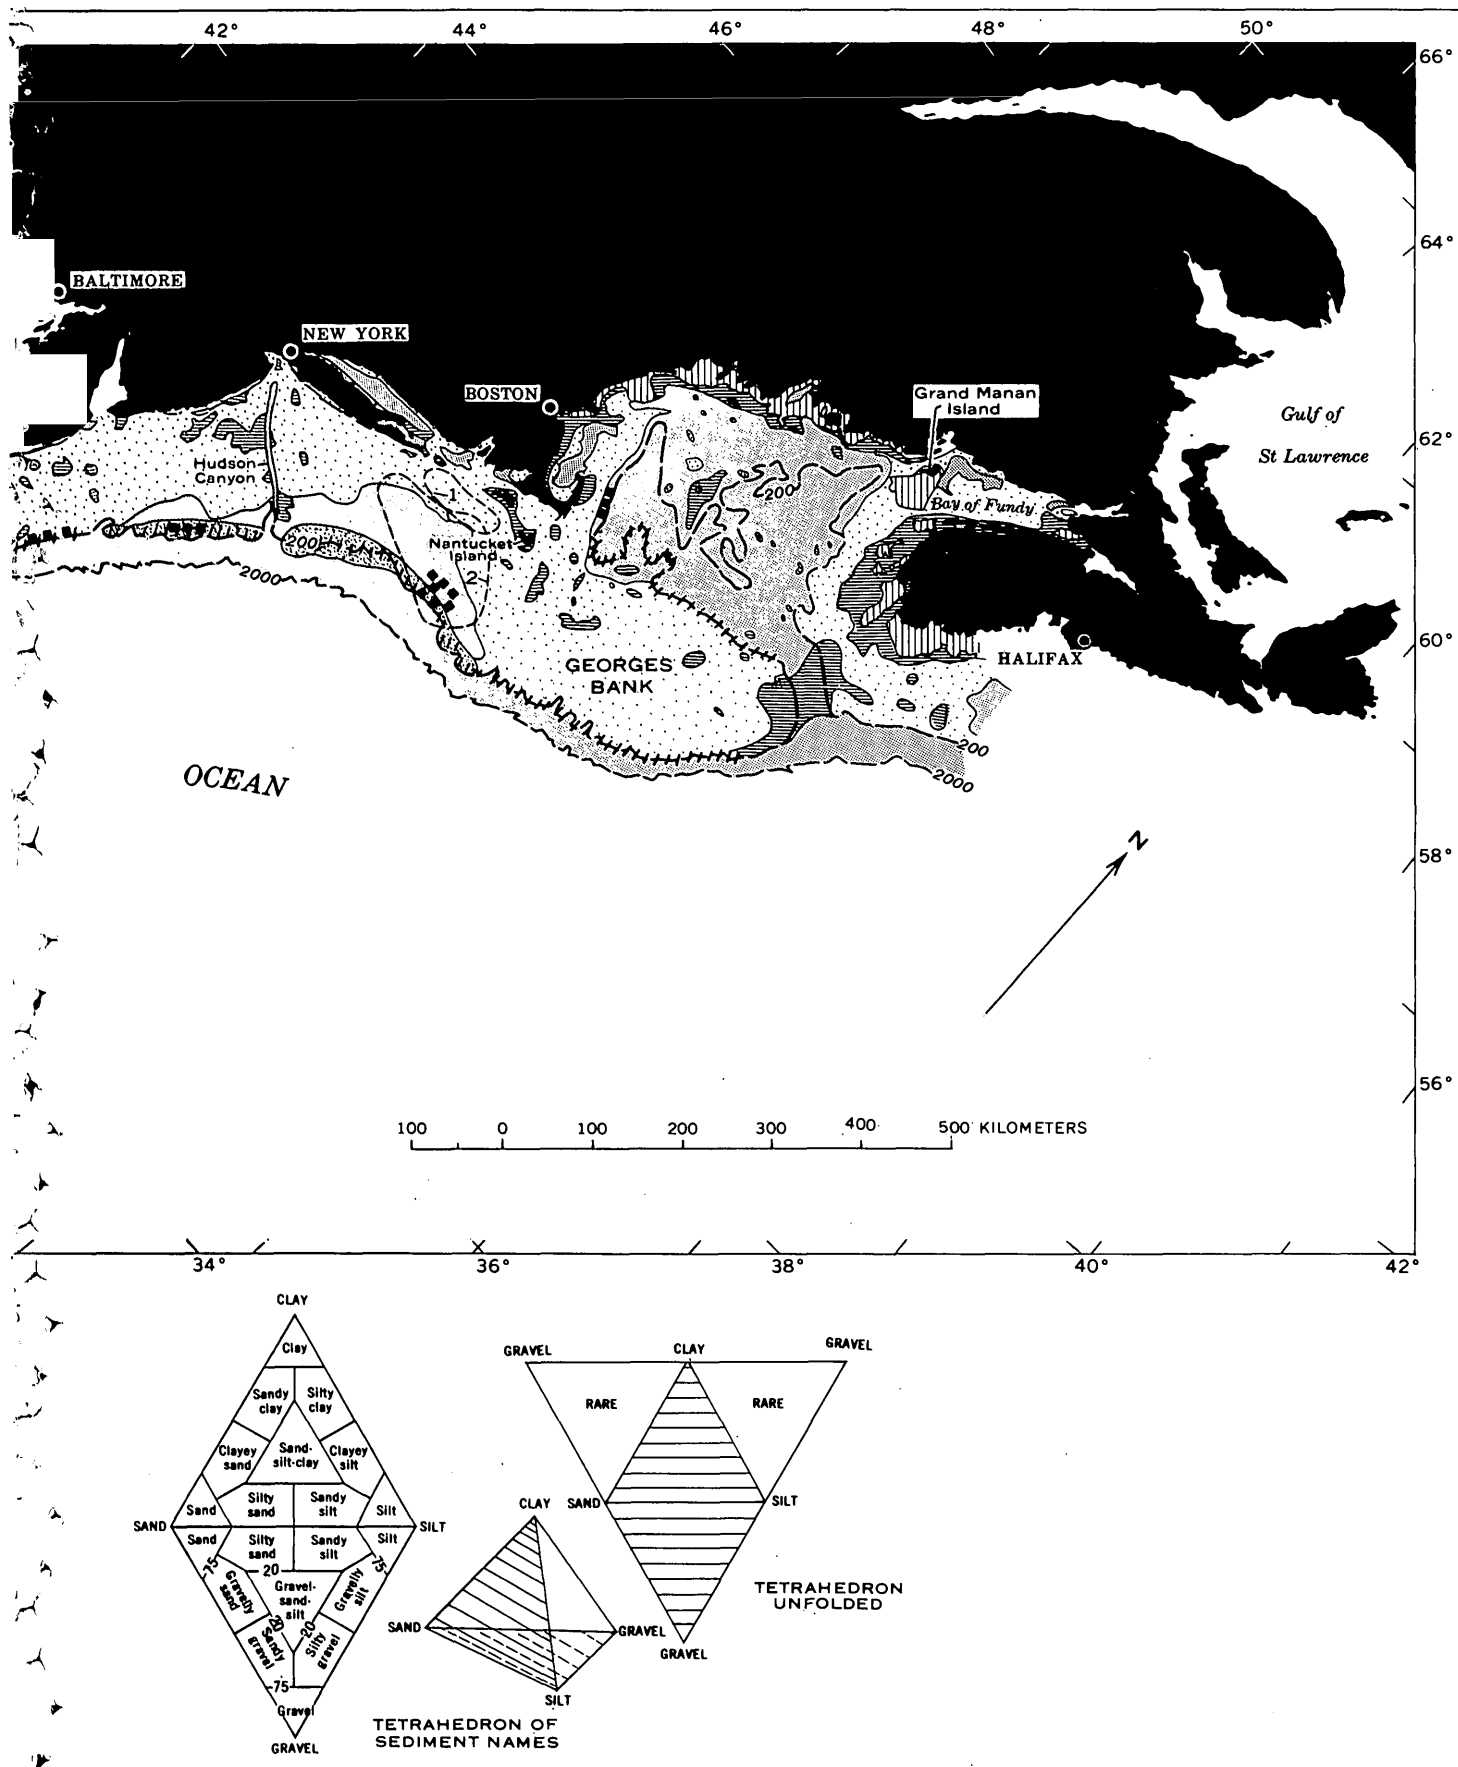 42° 44° 46° 48° 50°
66°
64°
BALTIMORE
NEW YORK
BOSTON
Grand Manan
Island
Gulf of
St Lawrence
62°
Hudson
Canyon
1
200
Bay of Fundy
Nantucket
Island
200
2000
2
60°
HALIFAX
GEORGES
BANK
200
2000
OCEAN
N
58°
56°
100 0 100 200 300 400 500 KILOMETERS
34° 36° 38° 40° 42°
CLAY
Clay
Sandy
clay
Silty
clay
Clayey
sand
Sand-
silt-clay
Clayey
silt
Sand
Silty
sand
Sandy
silt
Silt
SAND
SILT
Sand
Silty
sand
Sandy
silt
Silt
75
20
75
Gravelly
sand
Gravel-
sand-
silt
Gravelly
silt
20
20
Sandy
gravel
Silty
gravel
75
Gravel
GRAVEL
CLAY
SAND
GRAVEL
SILT
TETRAHEDRON OF
SEDIMENT NAMES
GRAVEL CLAY GRAVEL
RARE RARE
SAND SILT
GRAVEL
TETRAHEDRON
UNFOLDED